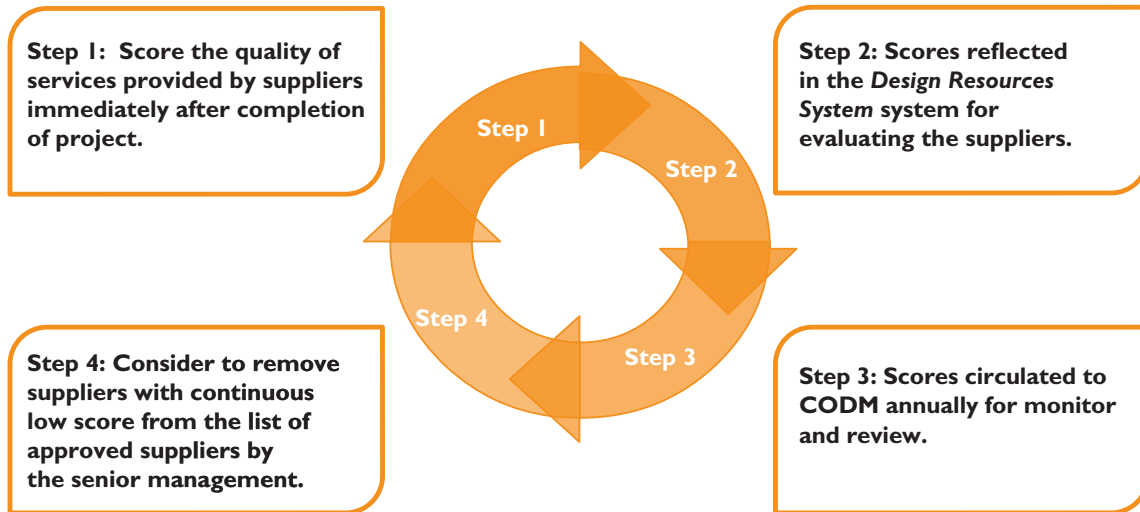 Step 1: Score the quality of
services provided by suppliers
immediately after completion
of project.
Step 2: Scores reflected
in the Design Resources
System system for
evaluating the suppliers.
Step 1
Step 2
Step 4
Step 3
Step 4: Consider to remove
suppliers with continuous
low score from the list of
approved suppliers by
the senior management.
Step 3: Scores circulated to
CODM annually for monitor
and review.